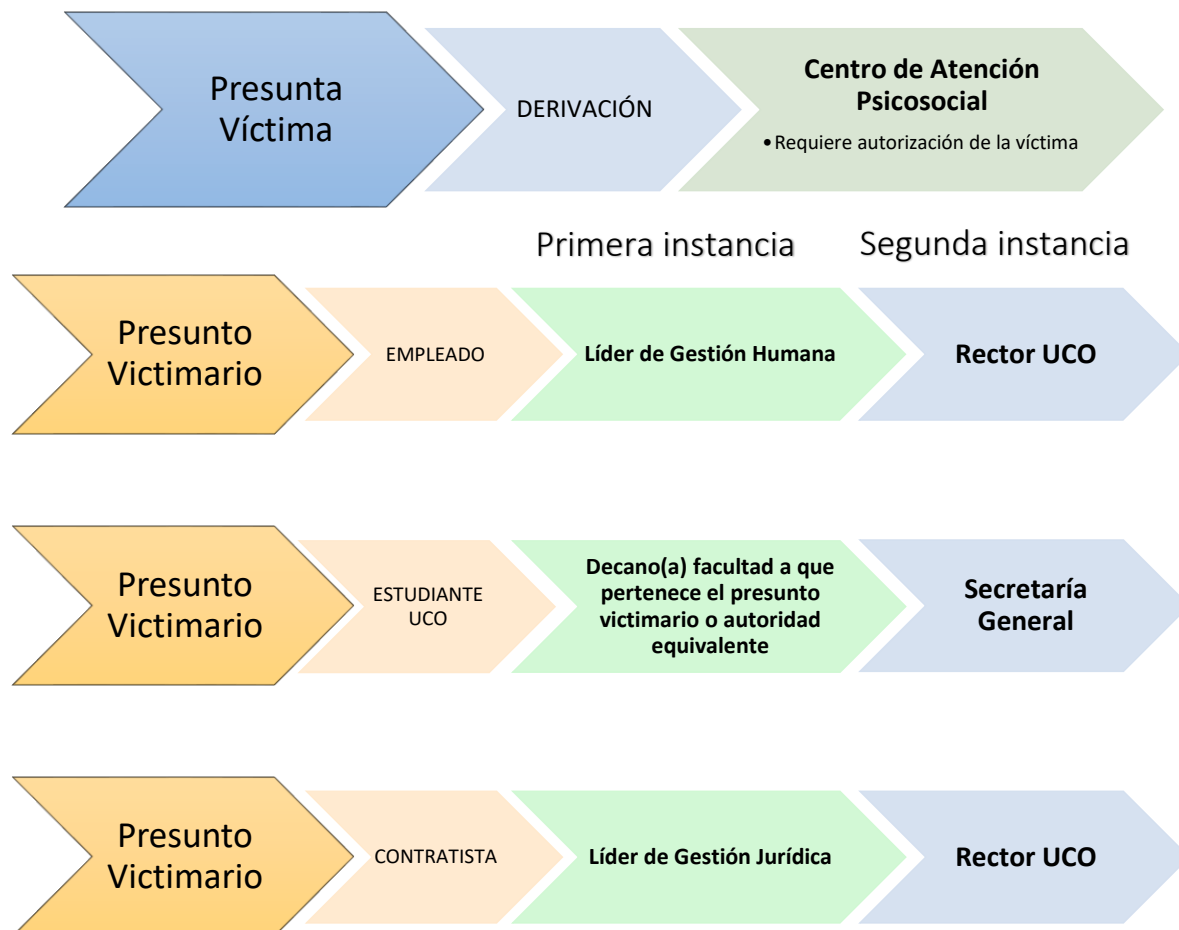 Presunta
Víctima
DERIVACIÓN
Centro de Atención
Psicosocial
•Requiere autorización de la víctima
Primera instancia
Segunda instancia
Presunto
Victimario
EMPLEADO
Líder de Gestión Humana
Rector UCO
Presunto
Victimario
ESTUDIANTE
UCO
Decano(a) facultad a que
pertenece el presunto
victimario o autoridad
equivalente
Secretaría
General
Presunto
Victimario
CONTRATISTA
Líder de Gestión Jurídica
Rector UCO